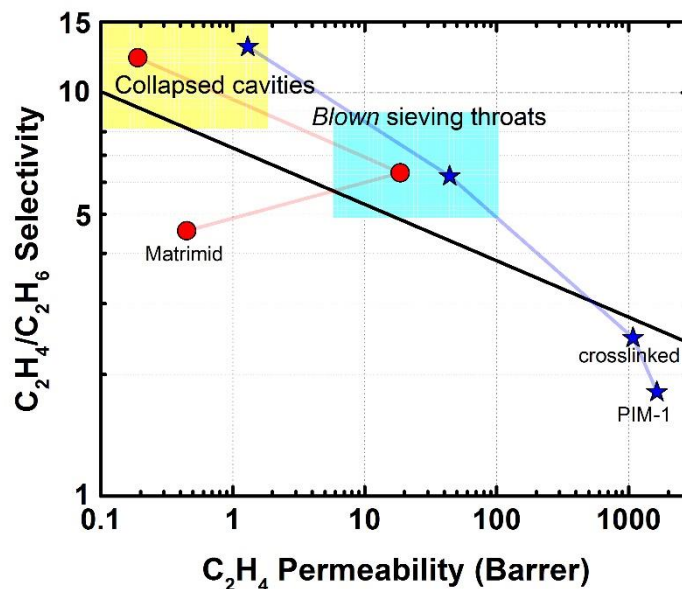 15
10
5
1
C₂H₄/C₂H₆ Selectivity
Collapsed cavities
Blown sieving throats
Matrimid
crosslinked
PIM-1
0.1 1 10 100 1000
C₂H₄ Permeability (Barrer)